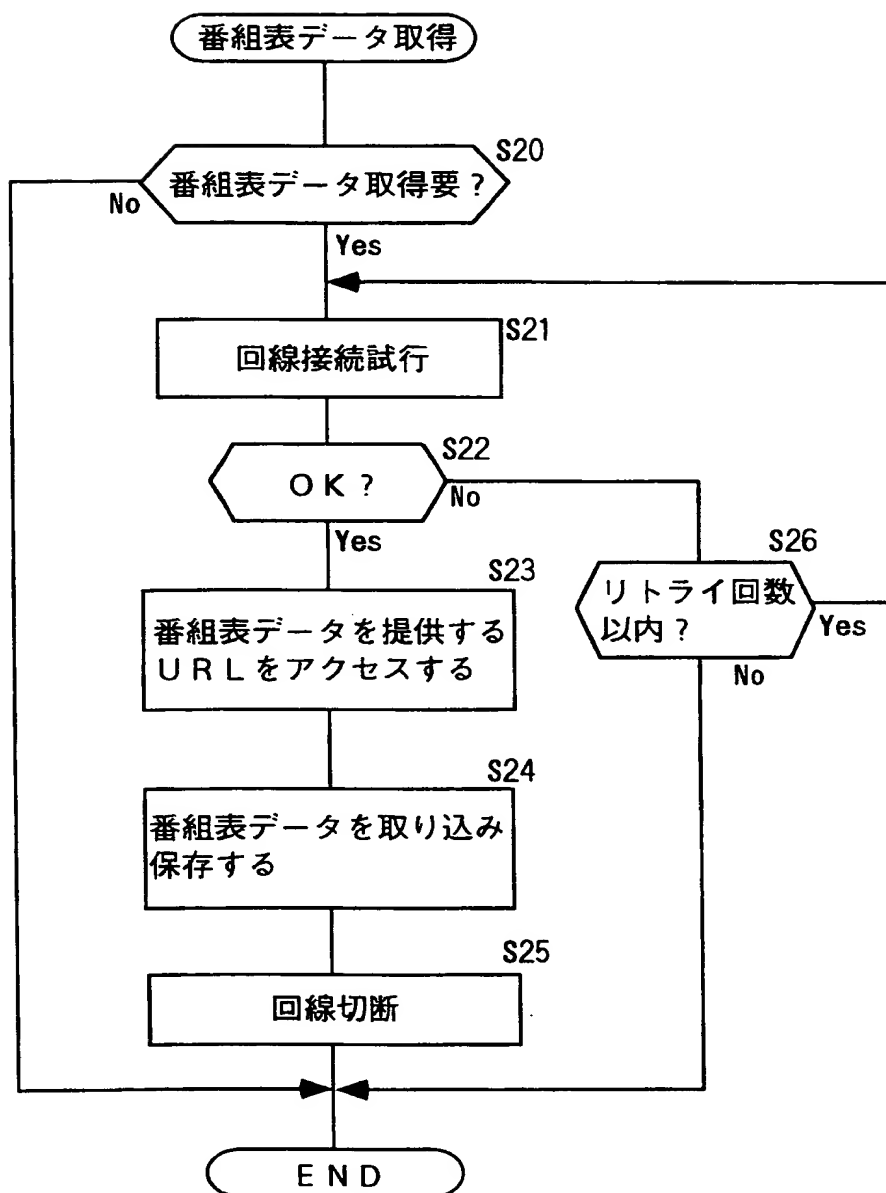 番組表データ取得
S20
番組表データ取得要?
No
Yes
S21
回線接続試行
S22
OK?
No
Yes
S23
番組表データを提供する
URLをアクセスする
S26
リトライ回数
以内?
Yes
No
S24
番組表データを取り込み
保存する
S25
回線切断
END